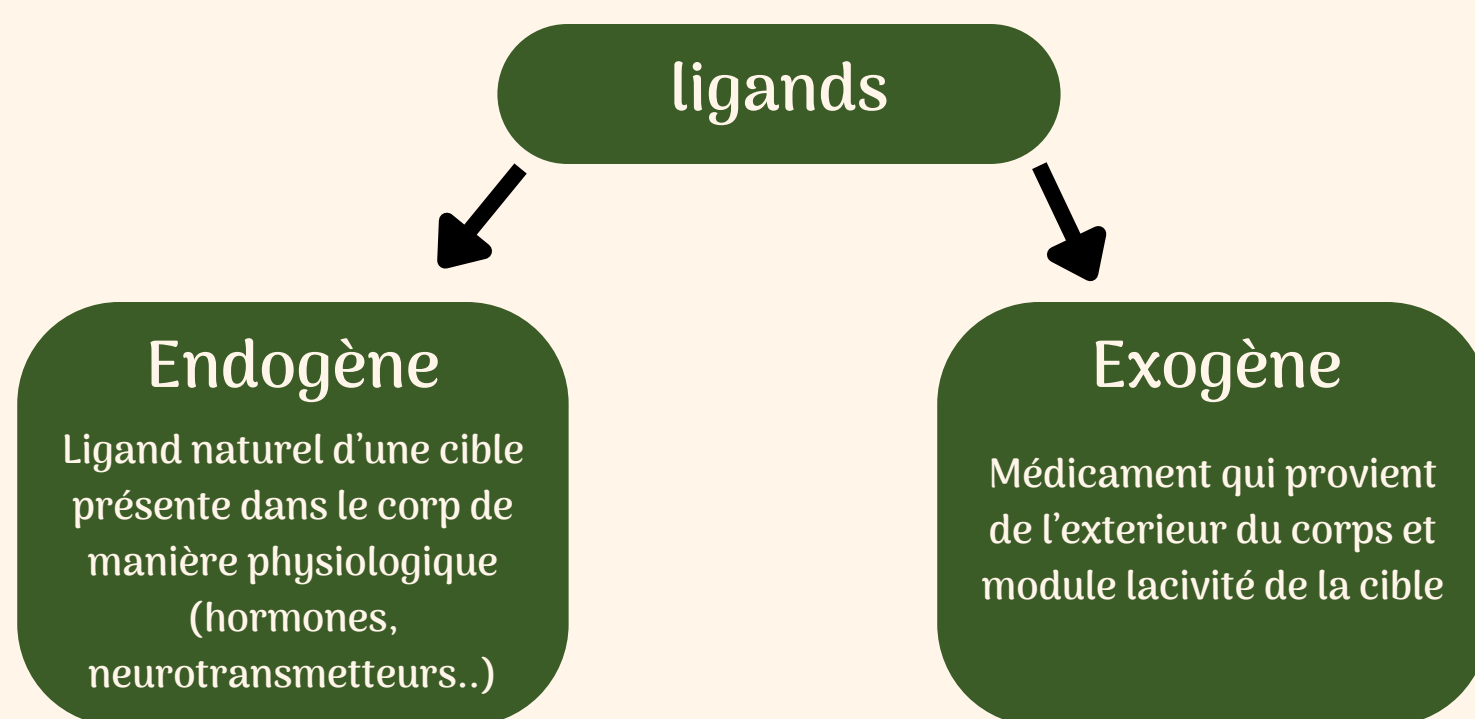 ligands
Endogène
Ligand naturel d'une cible
présente dans le corp de
manière physiologique
(hormones,
neurotransmetteurs..)
Exogène
Médicament qui provient
de l'exterieur du corps et
module lacivité de la cible